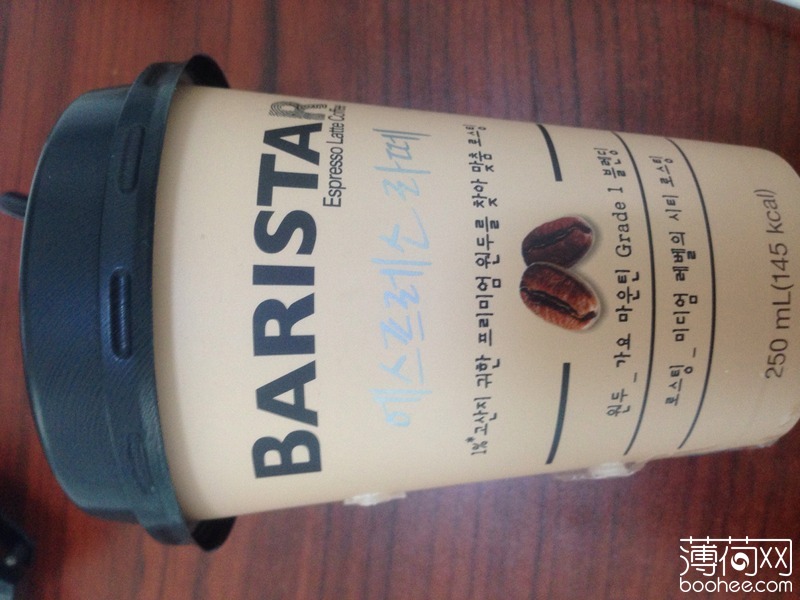 BARISTAR
Espresso Latte Coffee
에스프레소 라떼
1%*고산지 귀한 프리미엄 원두를 찾아 맞춤 로스팅
원두 _ 가요 마운틴 Grade 1 블렌딩
로스팅 _ 미디엄 레벨의 시티 로스팅
250 mL(145 kcal)
薄荷网
boohee.com